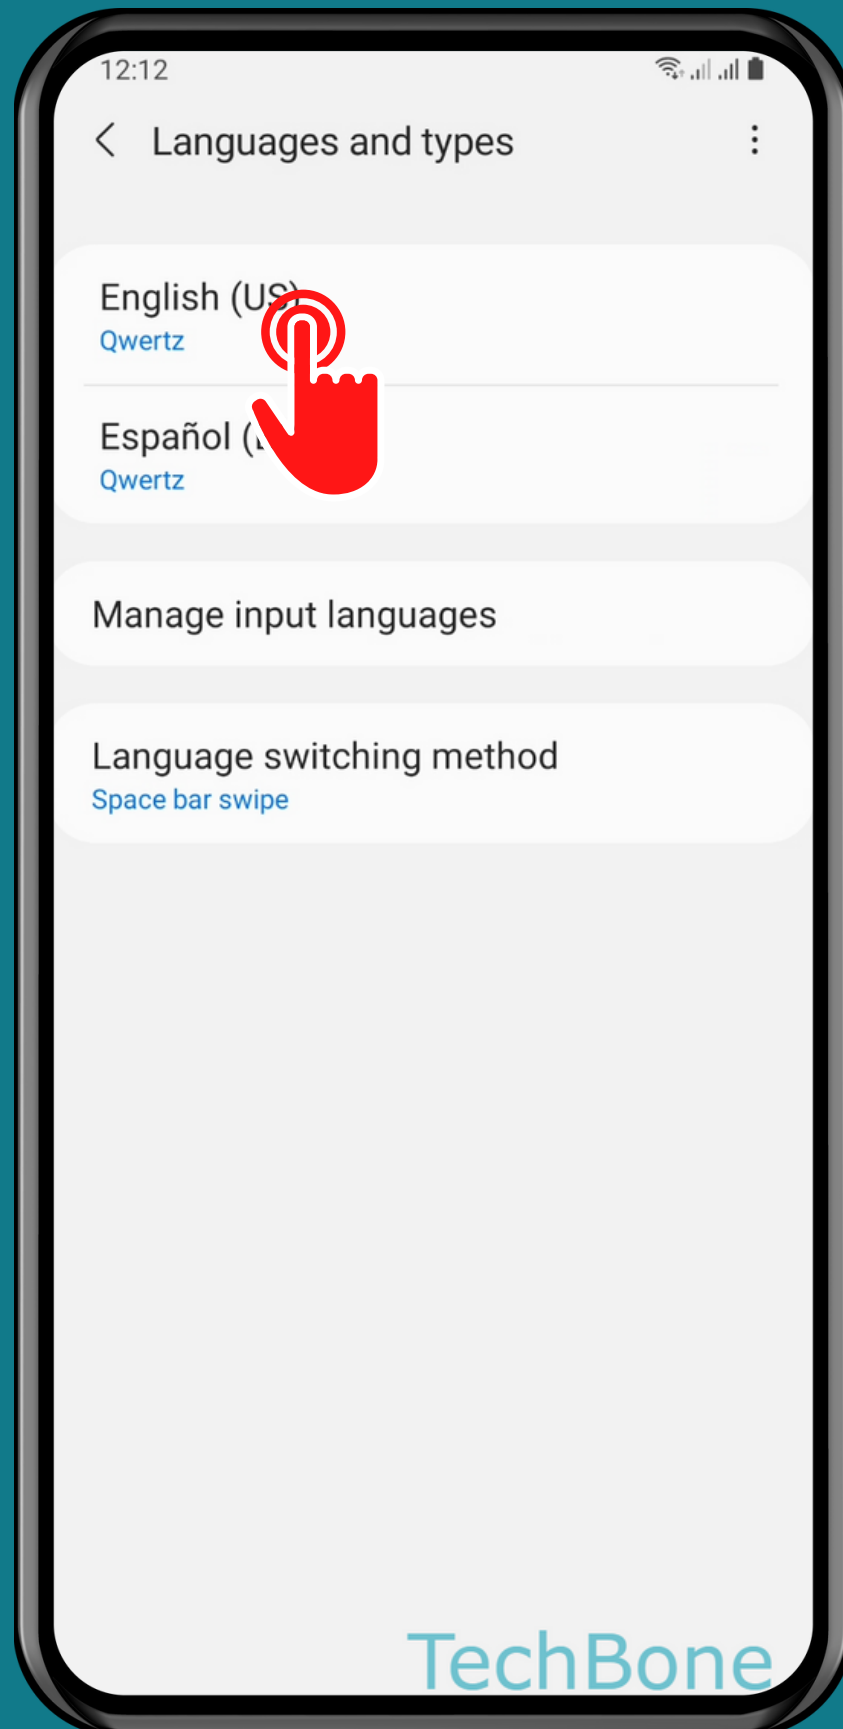 12:12
Languages and types
English (US)
Qwertz
Español (
Qwertz
Manage input languages
Language switching method
Space bar swipe
TechBone